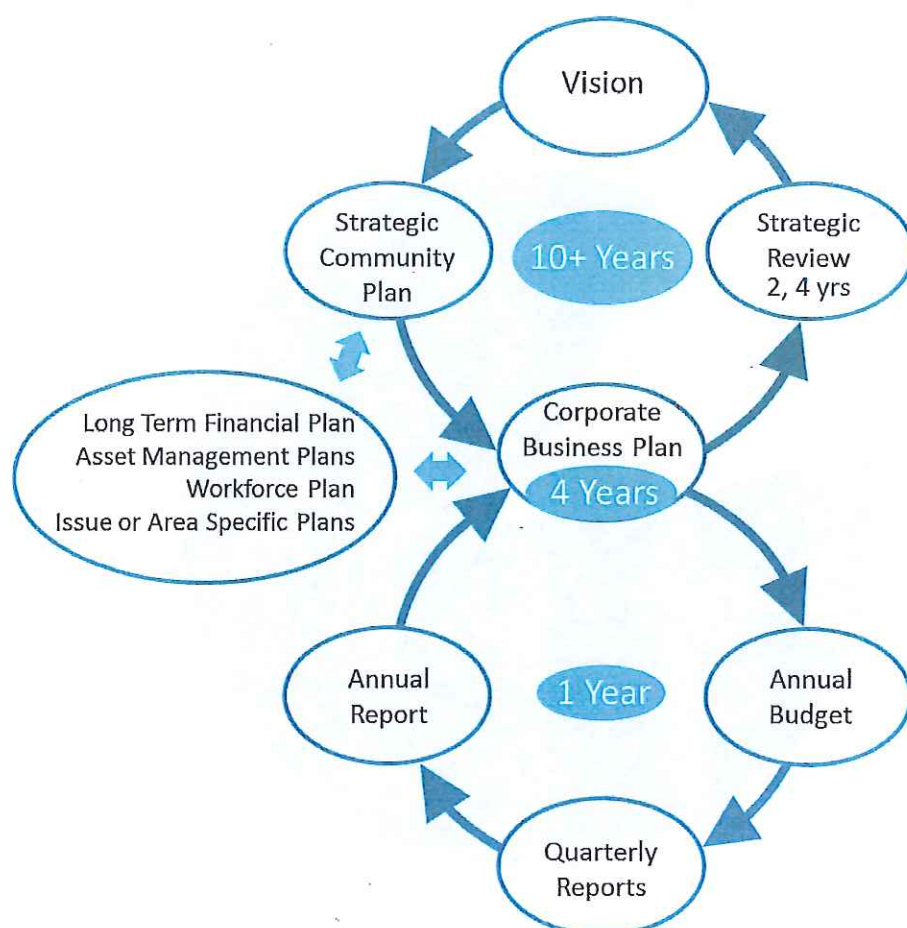 Vision
Strategic
Community
Plan
10+ Years
Strategic
Review
2, 4 yrs
Long Term Financial Plan
Asset Management Plans
Workforce Plan
Issue or Area Specific Plans
Corporate
Business Plan
4 Years
Annual
Report
1 Year
Annual
Budget
Quarterly
Reports